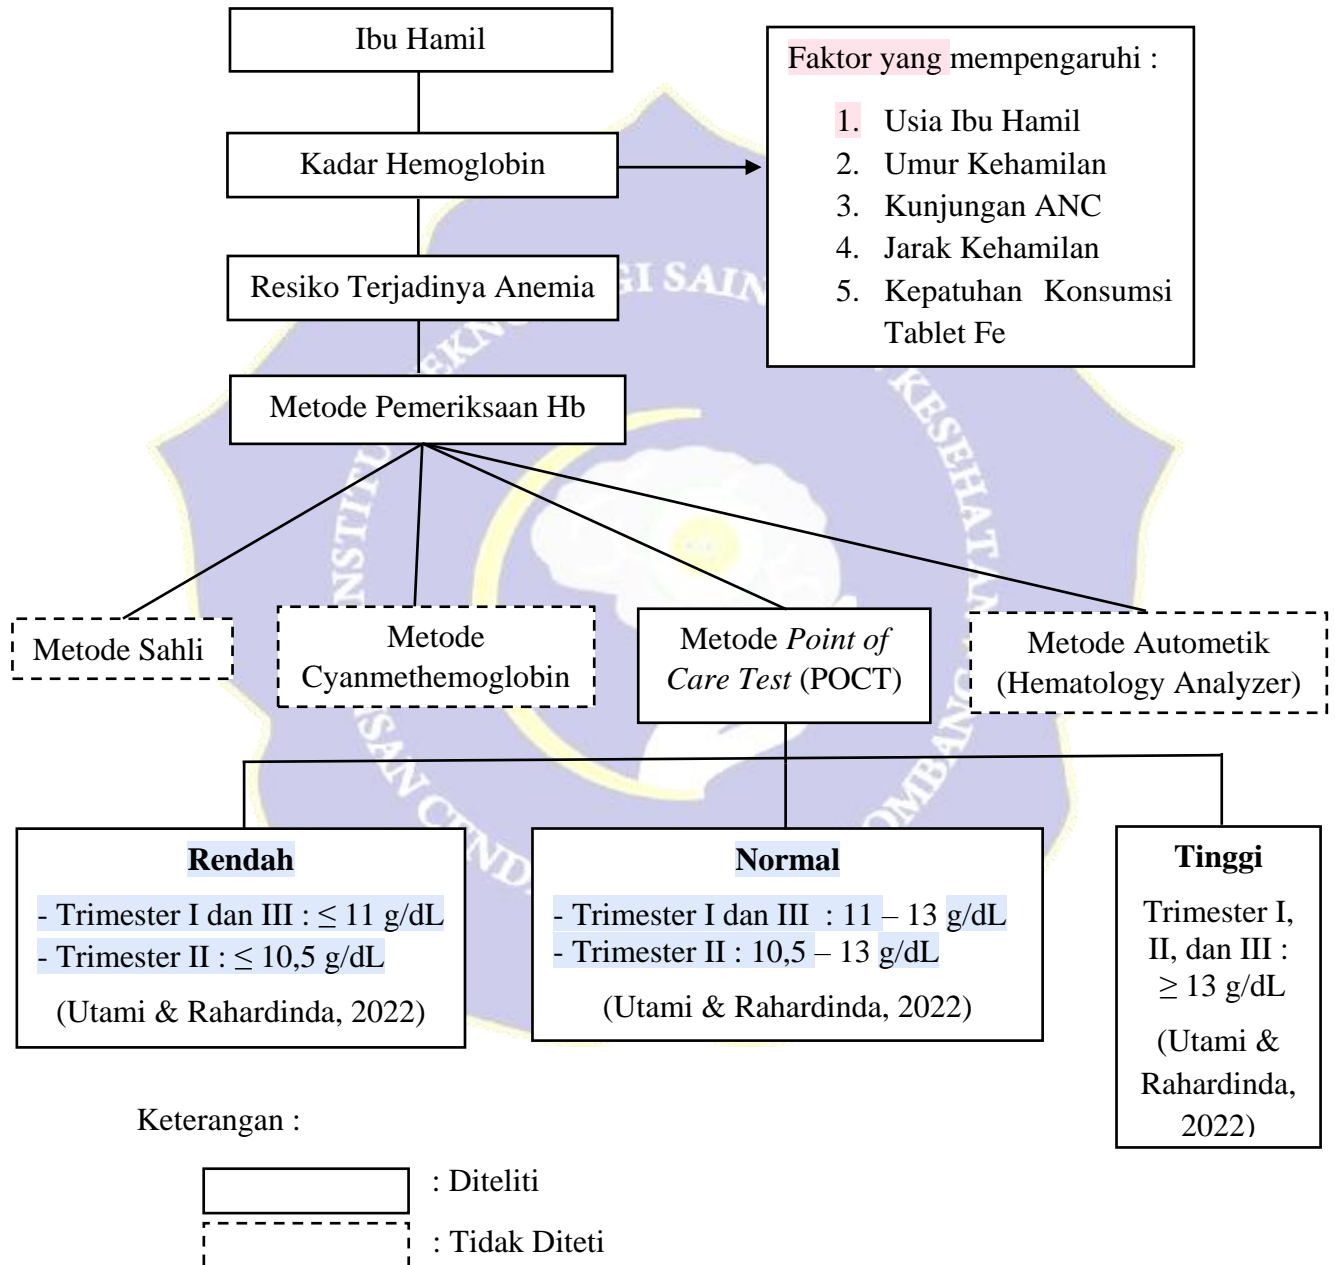 Ibu Hamil
Faktor yang mempengaruhi :
1. Usia Ibu Hamil
2. Umur Kehamilan
3. Kunjungan ANC
4. Jarak Kehamilan
5. Kepatuhan Konsumsi
Tablet Fe
Kadar Hemoglobin
Resiko Terjadinya Anemia
Metode Pemeriksaan Hb
Metode Sahli
Metode
Cyanmethemoglobin
Metode Point of
Care Test (POCT)
Metode Autometik
(Hematology Analyzer)
Rendah
- Trimester I dan III : ≤ 11 g/dL
- Trimester II : ≤ 10,5 g/dL
(Utami & Rahardinda, 2022)
Normal
- Trimester I dan III : 11 – 13 g/dL
- Trimester II : 10,5 – 13 g/dL
(Utami & Rahardinda, 2022)
Tinggi
Trimester I,
II, dan III :
≥ 13 g/dL
(Utami &
Rahardinda,
2022)
Keterangan :
: Diteliti
: Tidak Diteti
SAIN
KESEHATAN